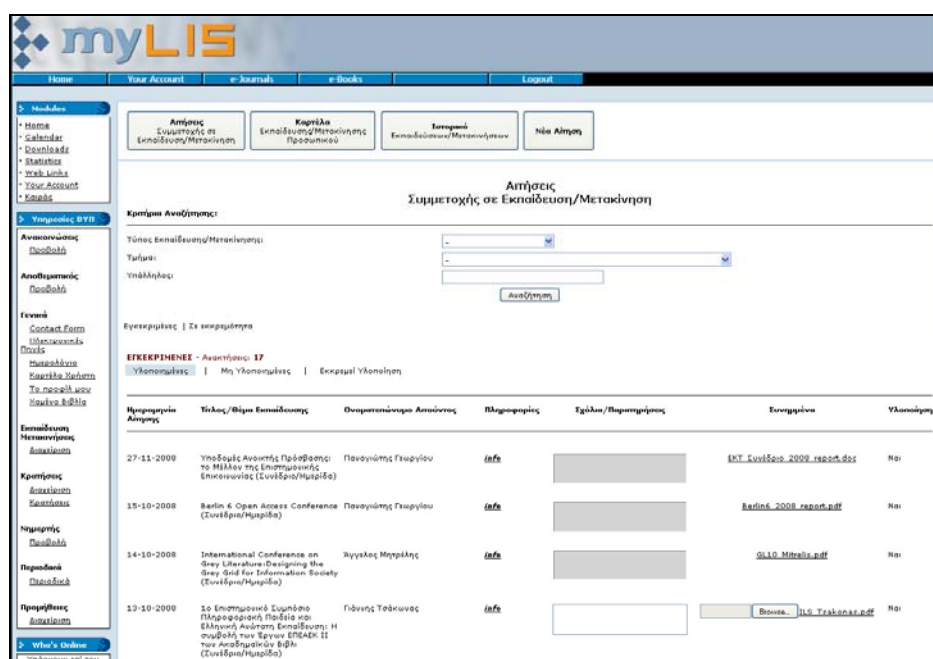 myLIS
Home Your Account e-Journals e-Books Logout
Modules
Home
Calendar
Downloads
Statistics
Web Links
Your Account
Καιρός
Υπηρεσίες ΒΥΠ
Ανακοινώσεις
Προβολή
Αποθεματικός
Προβολή
Γενικά
Contact Form
Ηλεκτρονικές
Πηγές
Ημερολόγιο
Καρτέλα Χρήστη
Το προφίλ μου
Χαμένα Βιβλία
Εκπαίδευση
Μετακινήσεις
Διαχείριση
Κρατήσεις
Διαχείριση
Κρατήσεις
Νημερτής
Προβολή
Περιοδικά
Περιοδικά
Προμήθειες
Διαχείριση
Who's Online
Αιτήσεις
Συμμετοχής σε
Εκπαίδευση/Μετακίνηση
Καρτέλα
Εκπαίδευσης/Μετακίνησης
Προσωπικού
Ιστορικό
Εκπαιδεύσεων/Μετακινήσεων
Νέα Αίτηση
Αιτήσεις
Συμμετοχής σε Εκπαίδευση/Μετακίνηση
Κριτήρια Αναζήτησης:
Τύπος Εκπαίδευσης/Μετακίνησης: -
Τμήμα: -
Υπάλληλος:
Αναζήτηση
Εγκεκριμένες | Σε εκκρεμότητα
ΕΓΚΕΚΡΙΜΕΝΕΣ - Ανακτήσεις: 17
Υλοποιημένες | Μη Υλοποιημένες | Εκκρεμεί Υλοποίηση
Ημερομηνία Τίτλος/Θέμα Εκπαίδευσης Ονοματεπώνυμο Αιτούντος Πληροφορίες Σχόλια/Παρατηρήσεις Συνημμένα Υλοποίηση
Αίτησης
27-11-2008 Υποδομές Ανοικτής Πρόσβασης: Παναγιώτης Γεωργίου info ΕΚΤ Συνέδριο 2008 report.doc Ναι
το Μέλλον της Επιστημονικής
Επικοινωνίας (Συνέδριο/Ημερίδα)
15-10-2008 Berlin 6 Open Access Conference Παναγιώτης Γεωργίου info Berlin6 2008 report.pdf Ναι
(Συνέδριο/Ημερίδα)
14-10-2008 International Conference on Άγγελος Μητρέλης info GL10 Mitrelis.pdf Ναι
Grey Literature:Designing the
Grey Grid for Information Society
(Συνέδριο/Ημερίδα)
13-10-2008 1ο Επιστημονικό Συμπόσιο Γιάννης Τσάκωνας info Browse... ILS Tsakonas.pdf Ναι
Πληροφοριακή Παιδεία και
Ελληνική Ανώτατη Εκπαίδευση: Η
συμβολή των Έργων ΕΠΕΑΕΚ ΙΙ
των Ακαδημαϊκών Βιβλι
(Συνέδριο/Ημερίδα)